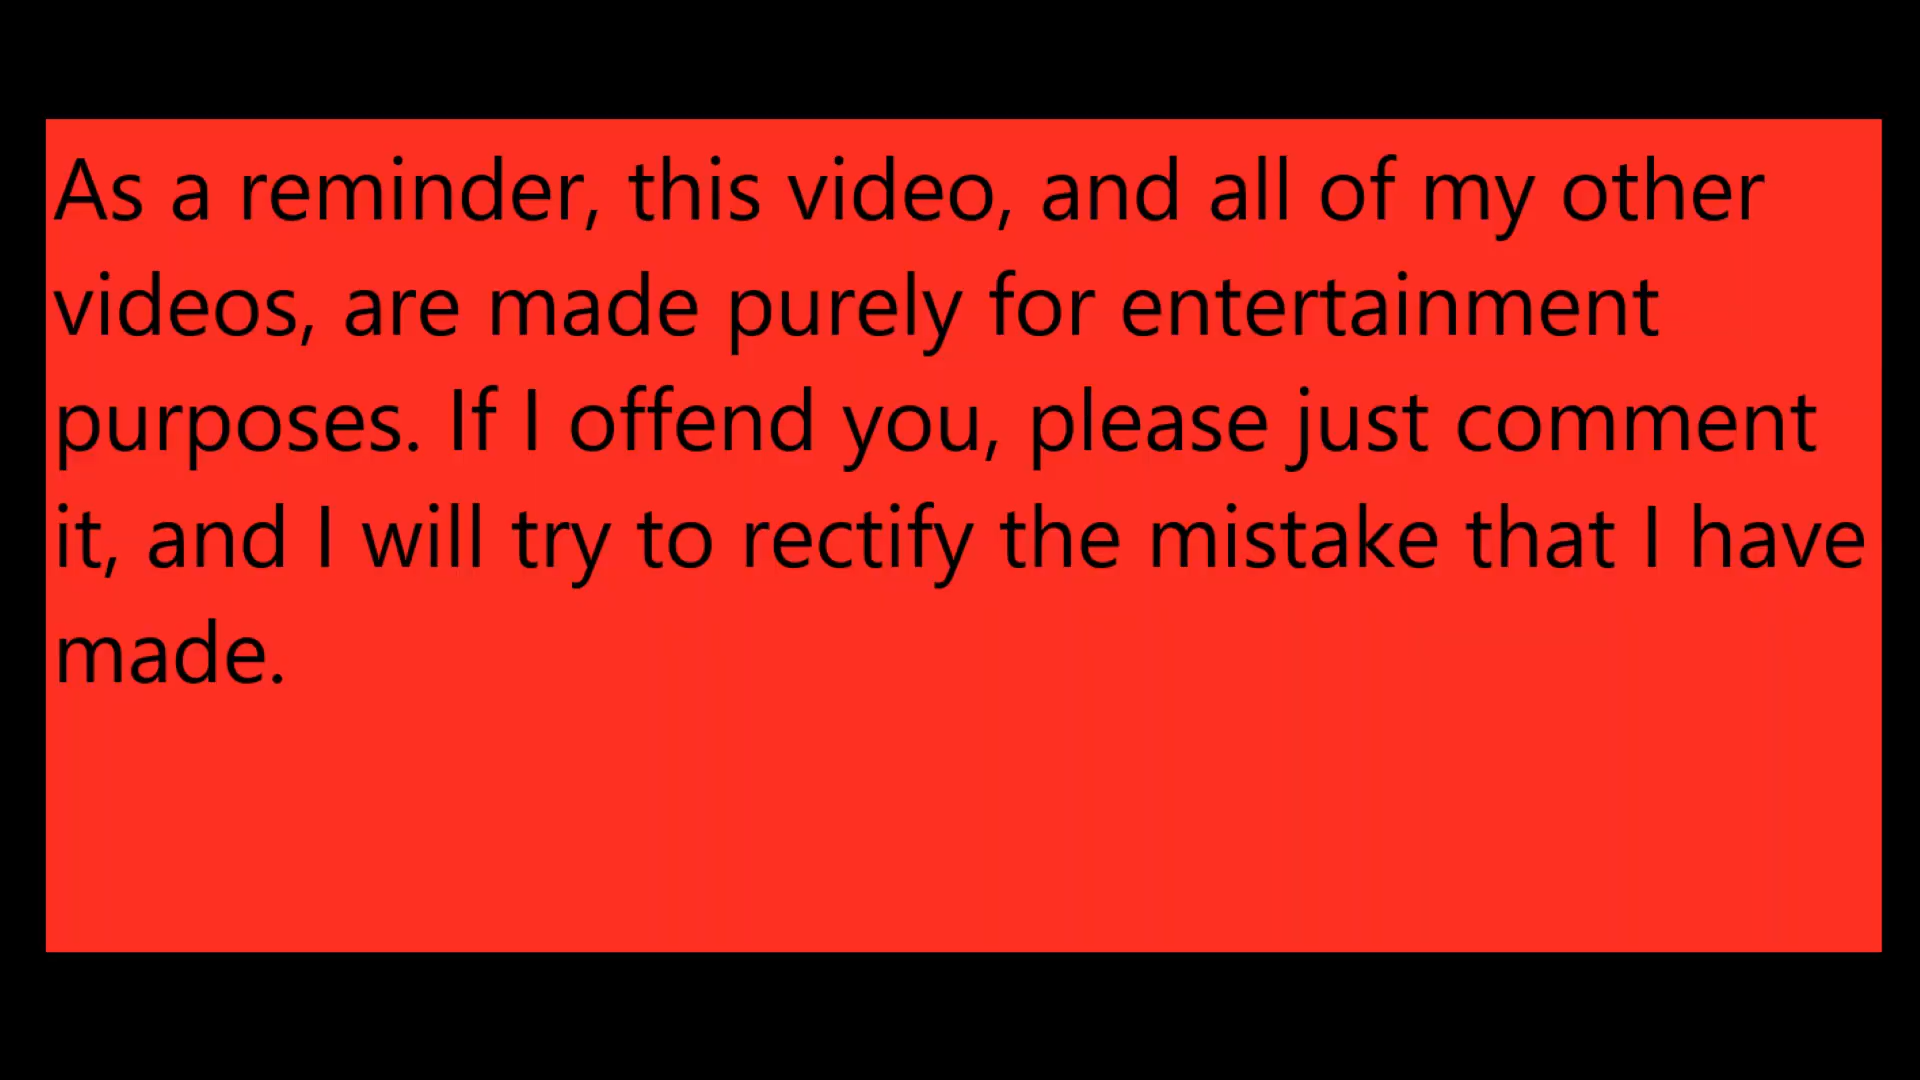 As a reminder, this video, and all of my other
videos, are made purely for entertainment
purposes. If I offend you, please just comment
it, and I will try to rectify the mistake that I have
made.